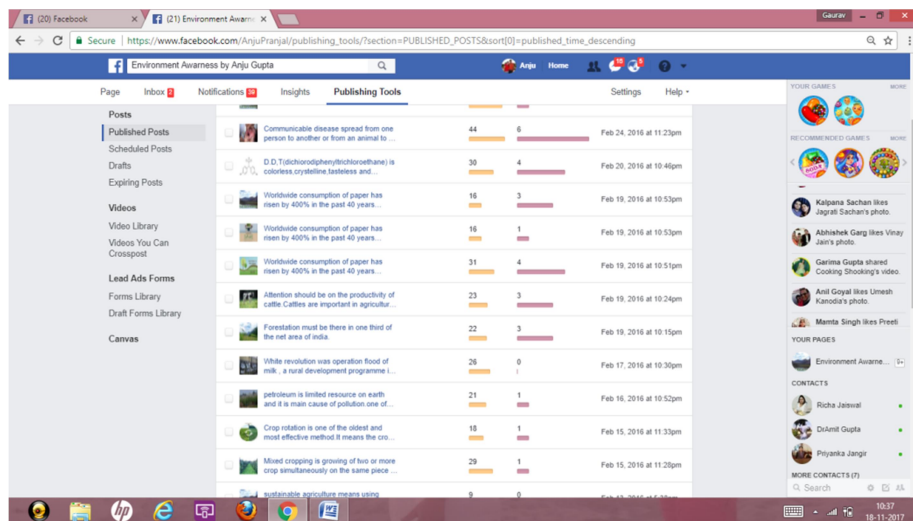 (20) Facebook
(21) Environment Awarne
Gaurav
Secure | https://www.facebook.com/AnjuPranjal/publishing_tools/?section=PUBLISHED_POSTS&sort[0]=published_time_descending
Environment Awarness by Anju Gupta
Anju Home
Page Inbox Notifications Insights Publishing Tools Settings Help
Posts
Published Posts
Scheduled Posts
Drafts
Expiring Posts
Videos
Video Library
Videos You Can
Crosspost
Lead Ads Forms
Forms Library
Draft Forms Library
Canvas
Communicable disease spread from one
person to another or from an animal to ...
44 6 Feb 24, 2016 at 11:23pm
D.D,T(dichiorodiphenyltrichloroethane) is
colorless,crystelline,tasteless and...
30 4 Feb 20, 2016 at 10:46pm
Worldwide consumption of paper has
risen by 400% in the past 40 years...
16 3 Feb 19, 2016 at 10:53pm
Worldwide consumption of paper has
risen by 400% in the past 40 years...
16 1 Feb 19, 2016 at 10:53pm
Worldwide consumption of paper has
risen by 400% in the past 40 years...
31 4 Feb 19, 2016 at 10:51pm
Attention should be on the productivity of
cattle.Cattles are important in agricultur...
23 3 Feb 19, 2016 at 10:24pm
Forestation must be there in one third of
the net area of india.
22 3 Feb 19, 2016 at 10:15pm
White revolution was operation flood of
milk , a rural development programme i...
26 0 Feb 17, 2016 at 10:30pm
petroleum is limited resource on earth
and it is main cause of pollution.one of...
21 1 Feb 16, 2016 at 10:52pm
Crop rotation is one of the oldest and
most effective method.It means the cro...
18 1 Feb 15, 2016 at 11:33pm
Mixed cropping is growing of two or more
crop simultaneously on the same piece ...
29 1 Feb 15, 2016 at 11:28pm
sustainable agriculture means using
9 0
YOUR GAMES MORE
RECOMMENDED GAMES MORE
Kalpana Sachan likes
Jagrati Sachan's photo.
Abhishek Garg likes Vinay
Jain's photo.
Garima Gupta shared
Cooking Shooking's video.
Anil Goyal likes Umesh
Kanodia's photo.
Mamta Singh likes Preeti
YOUR PAGES
Environment Awarne...
CONTACTS
Richa Jaiswal
DrAmit Gupta
Priyanka Jangir
MORE CONTACTS (7)
Search
10:37
18-11-2017